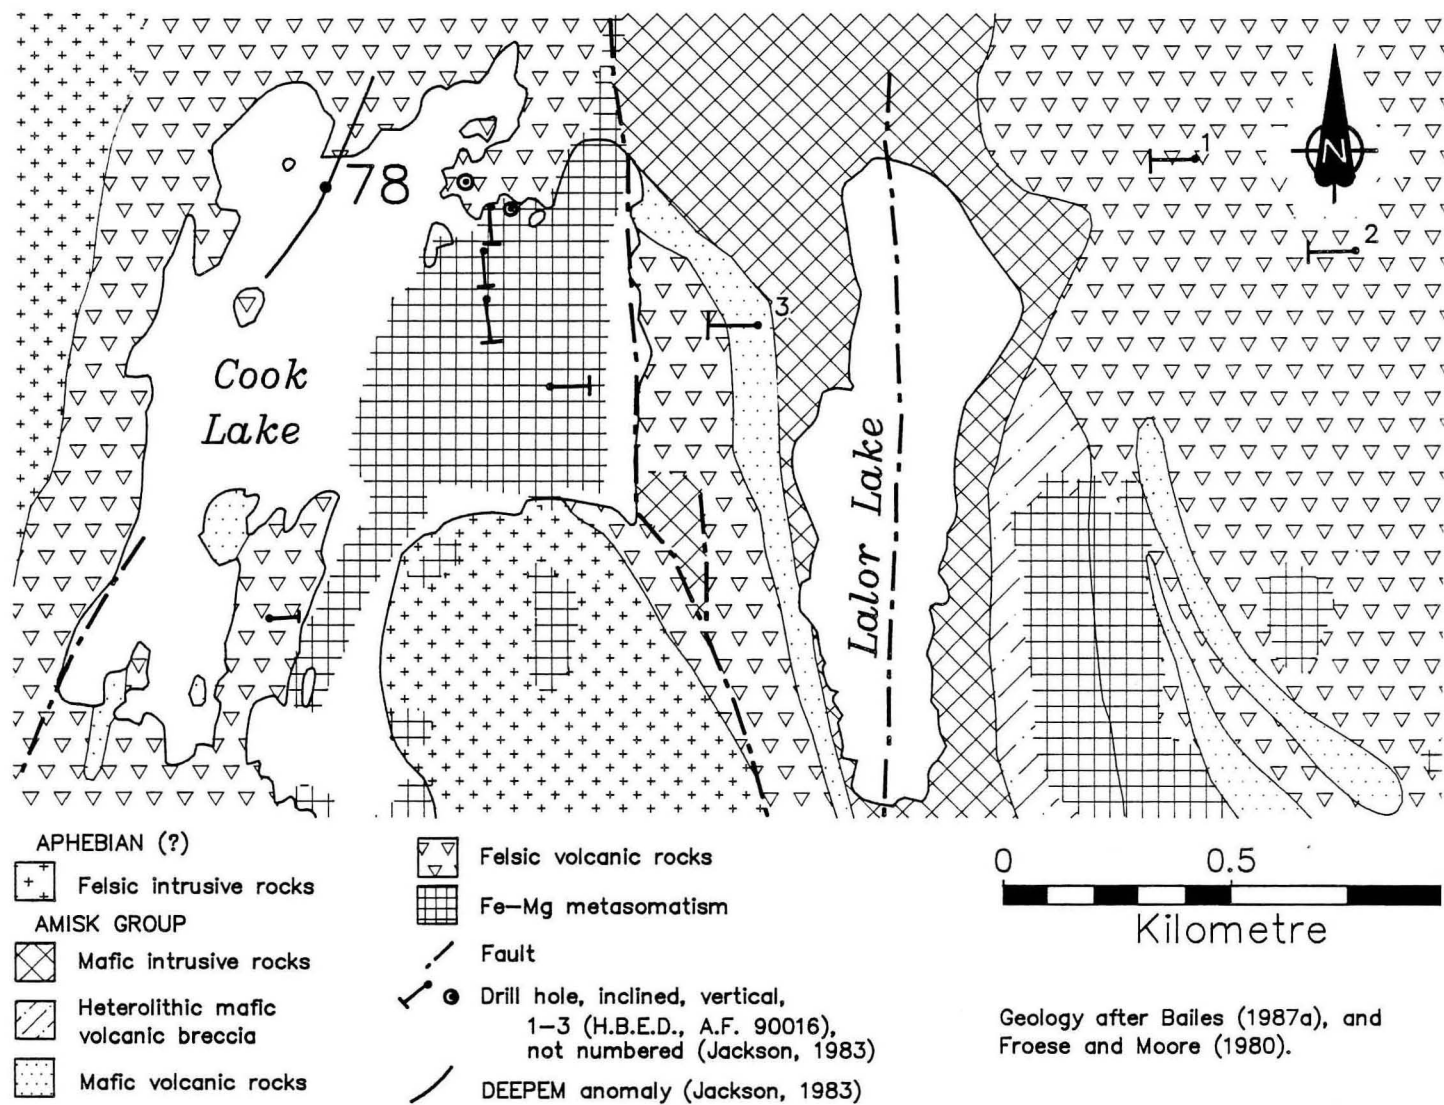 1
N
78
2
3
Cook
Lake
Lalor Lake
APHEBIAN (?)
Felsic intrusive rocks
AMISK GROUP
Mafic intrusive rocks
Heterolithic mafic
volcanic breccia
Mafic volcanic rocks
Felsic volcanic rocks
Fe-Mg metasomatism
Fault
Drill hole, inclined, vertical,
1-3 (H.B.E.D., A.F. 90016),
not numbered (Jackson, 1983)
DEEPEM anomaly (Jackson, 1983)
0 0.5
Kilometre
Geology after Bailes (1987a), and
Froese and Moore (1980).